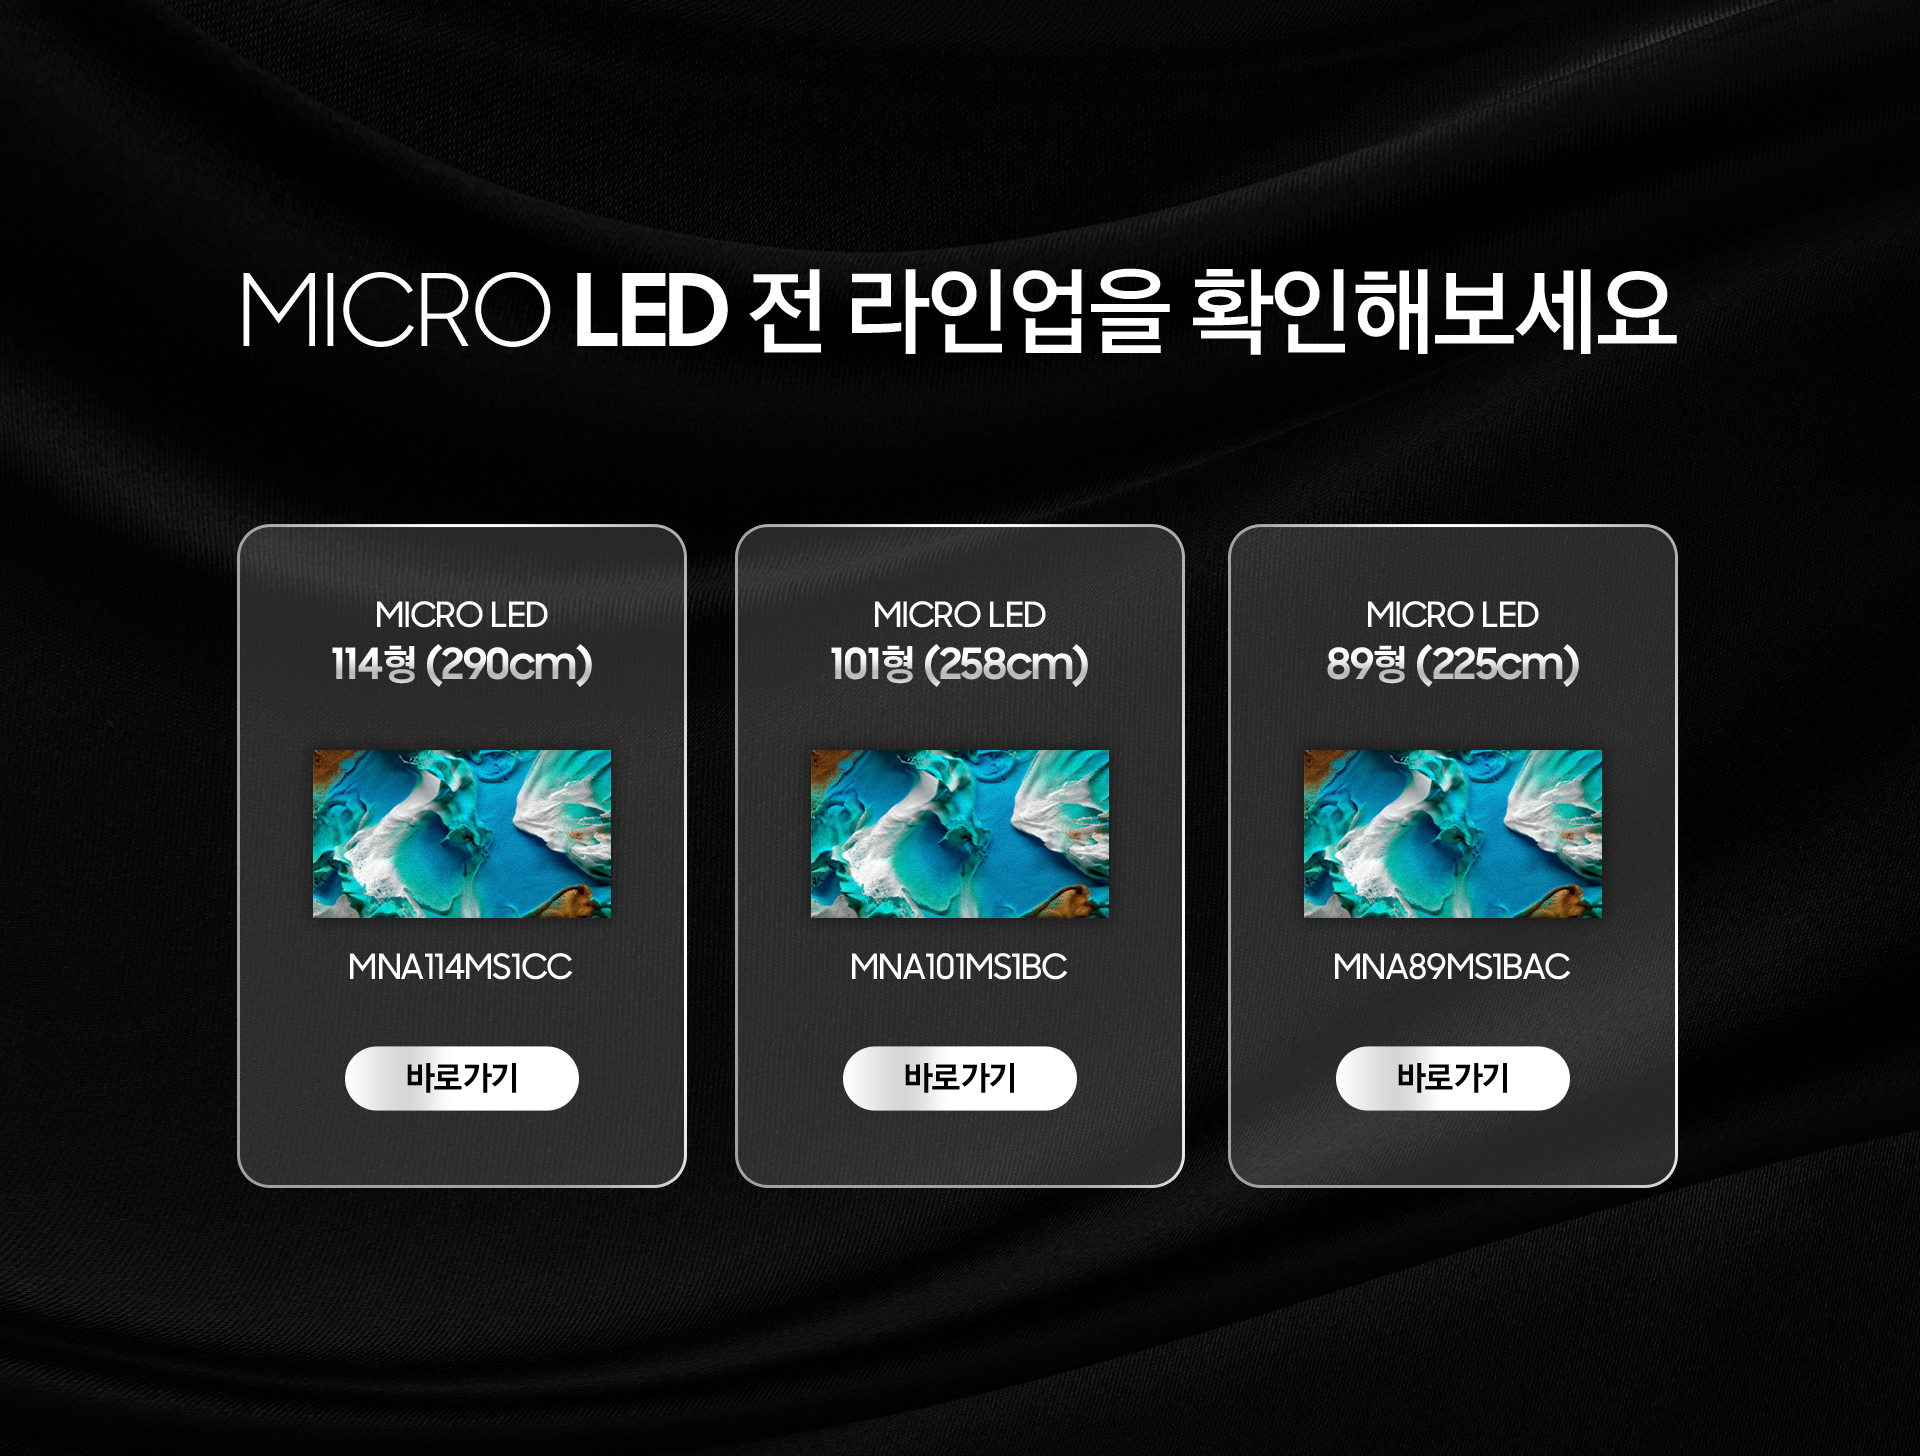 MICRO LED 전 라인업을 확인해보세요
MICRO LED
114형 (290cm)
MNA114MS1CC
바로가기
MICRO LED
101형 (258cm)
MNA101MS1BC
바로가기
MICRO LED
89형 (225cm)
MNA89MS1BAC
바로가기